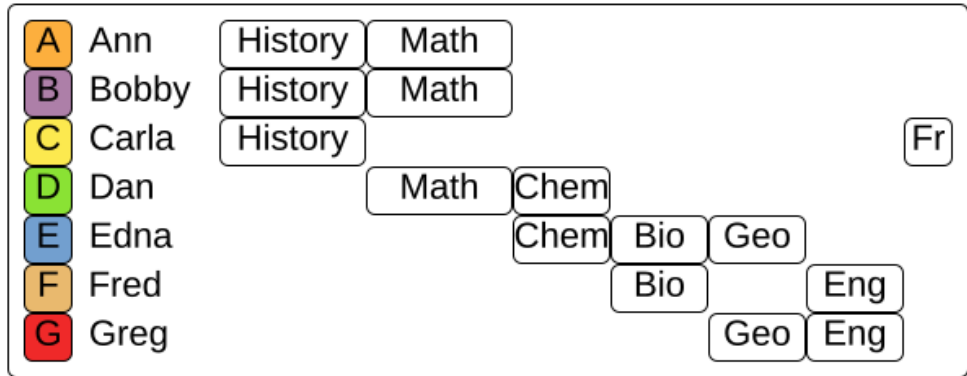 A Ann History Math
B Bobby History Math
C Carla History Fr
D Dan Math Chem
E Edna Chem Bio Geo
F Fred Bio Eng
G Greg Geo Eng